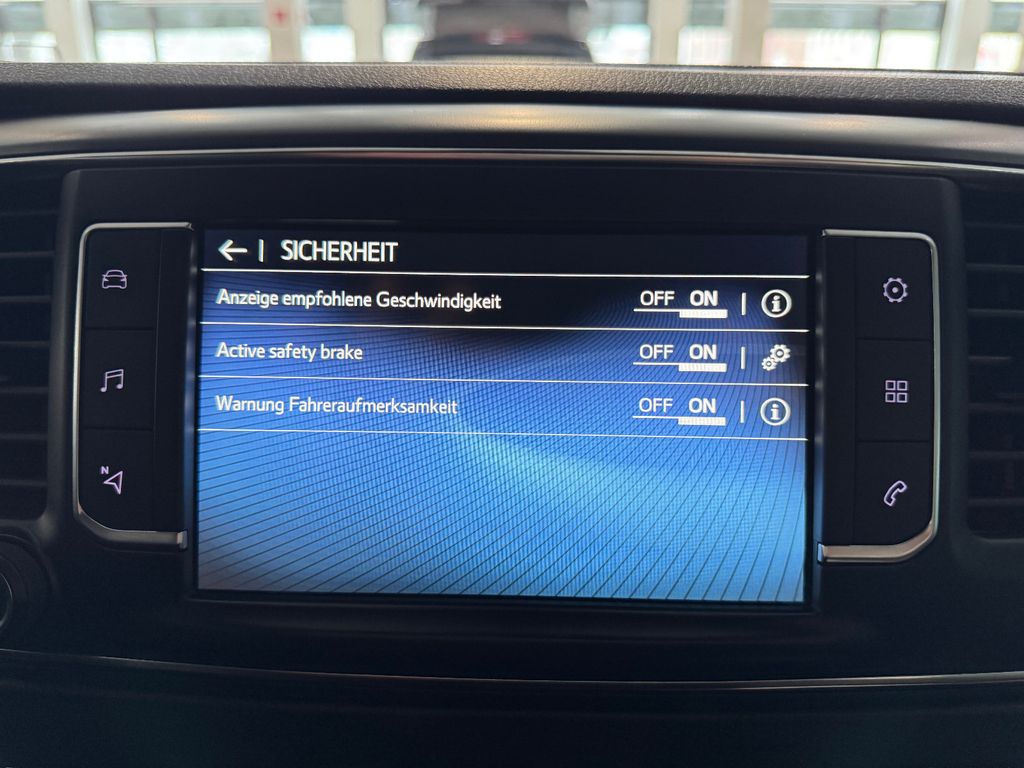 SICHERHEIT
Anzeige empfohlene Geschwindigkeit OFF ON
Active safety brake OFF ON
Warnung Fahreraufmerksamkeit OFF ON
N